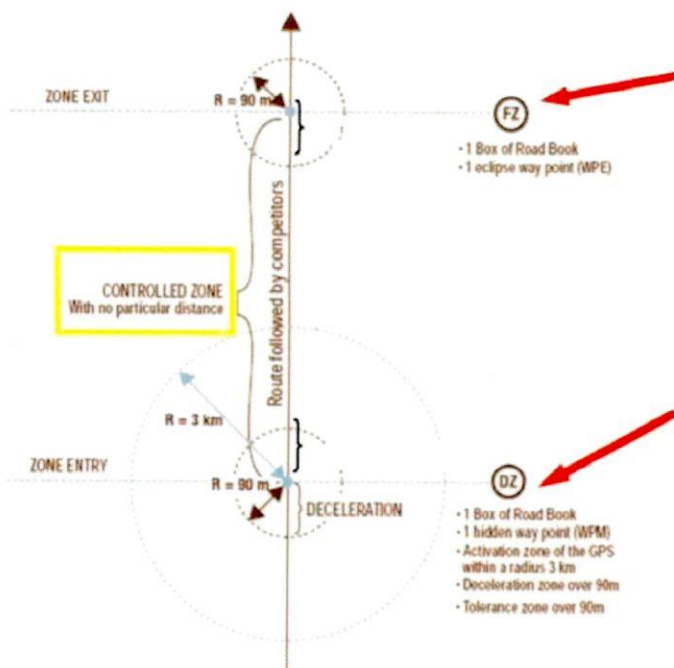 ZONE EXIT
R = 90 m
FZ
· 1 Box of Road Book
· 1 eclipse way point (WPE)
CONTROLLED ZONE
With no particular distance
Route followed by competitors
R = 3 km
ZONE ENTRY
R = 90 m
DECELERATION
DZ
· 1 Box of Road Book
· 1 hidden way point (WPM)
· Activation zone of the GPS
within a radius 3 km
· Deceleration zone over 90m
· Tolerance zone over 90m